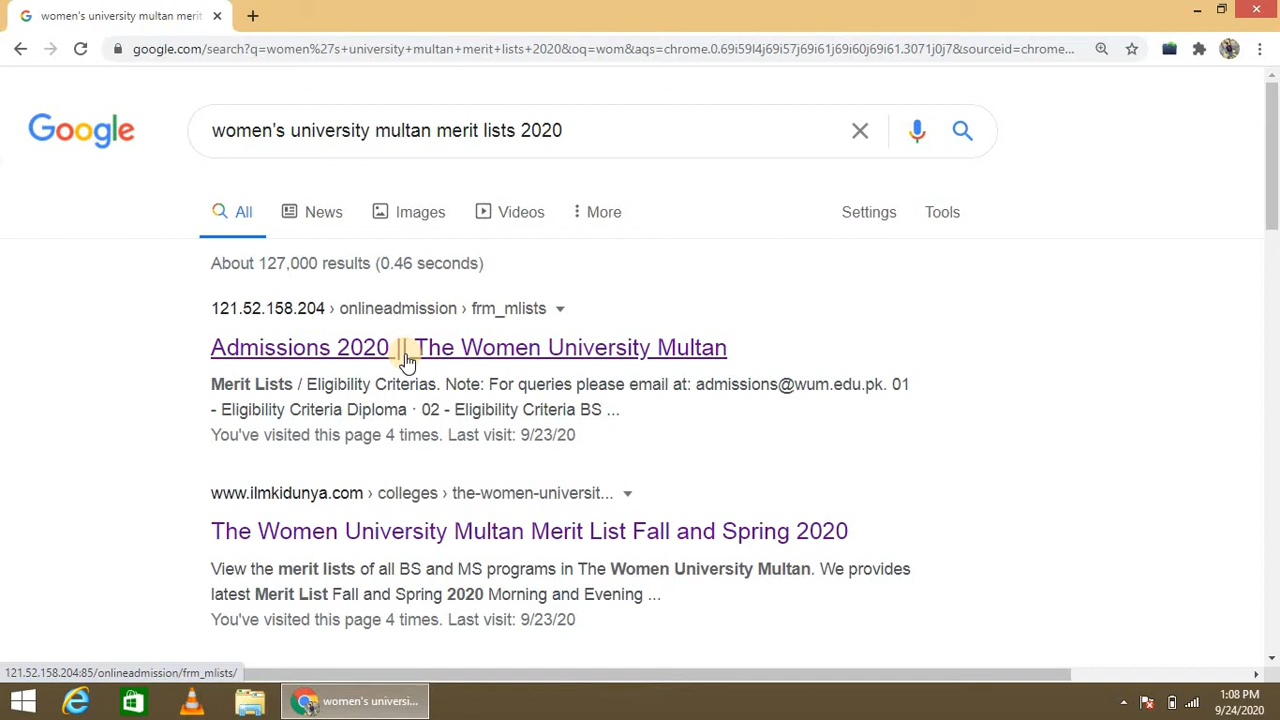 women's university multan merit
google.com/search?q=women%27s+university+multan+merit+lists+2020&oq=wom&aqs=chrome.0.69i59l4j69i57j69i61j69i60j69i61.3071j0j7&sourceid=chrome...
Google
women's university multan merit lists 2020
All
News
Images
Videos
More
Settings
Tools
About 127,000 results (0.46 seconds)
121.52.158.204 › onlineadmission › frm_mlists
Admissions 2020 || The Women University Multan
Merit Lists / Eligibility Criterias. Note: For queries please email at: admissions@wum.edu.pk. 01
- Eligibility Criteria Diploma · 02 - Eligibility Criteria BS ...
You've visited this page 4 times. Last visit: 9/23/20
www.ilmkidunya.com › colleges › the-women-universit...
The Women University Multan Merit List Fall and Spring 2020
View the merit lists of all BS and MS programs in The Women University Multan. We provides
latest Merit List Fall and Spring 2020 Morning and Evening ...
You've visited this page 4 times. Last visit: 9/23/20
121.52.158.204:85/onlineadmission/frm_mlists/
women's universi...
1:08 PM
9/24/2020